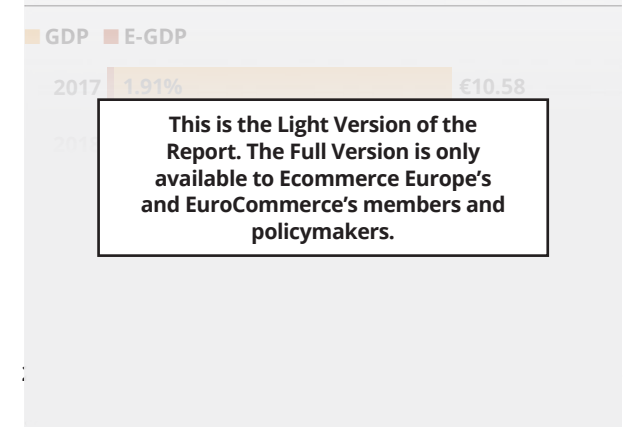 GDP E-GDP
2017 1.91% €10.58
2018
This is the Light Version of the
Report. The Full Version is only
available to Ecommerce Europe’s
and EuroCommerce’s members and
policymakers.